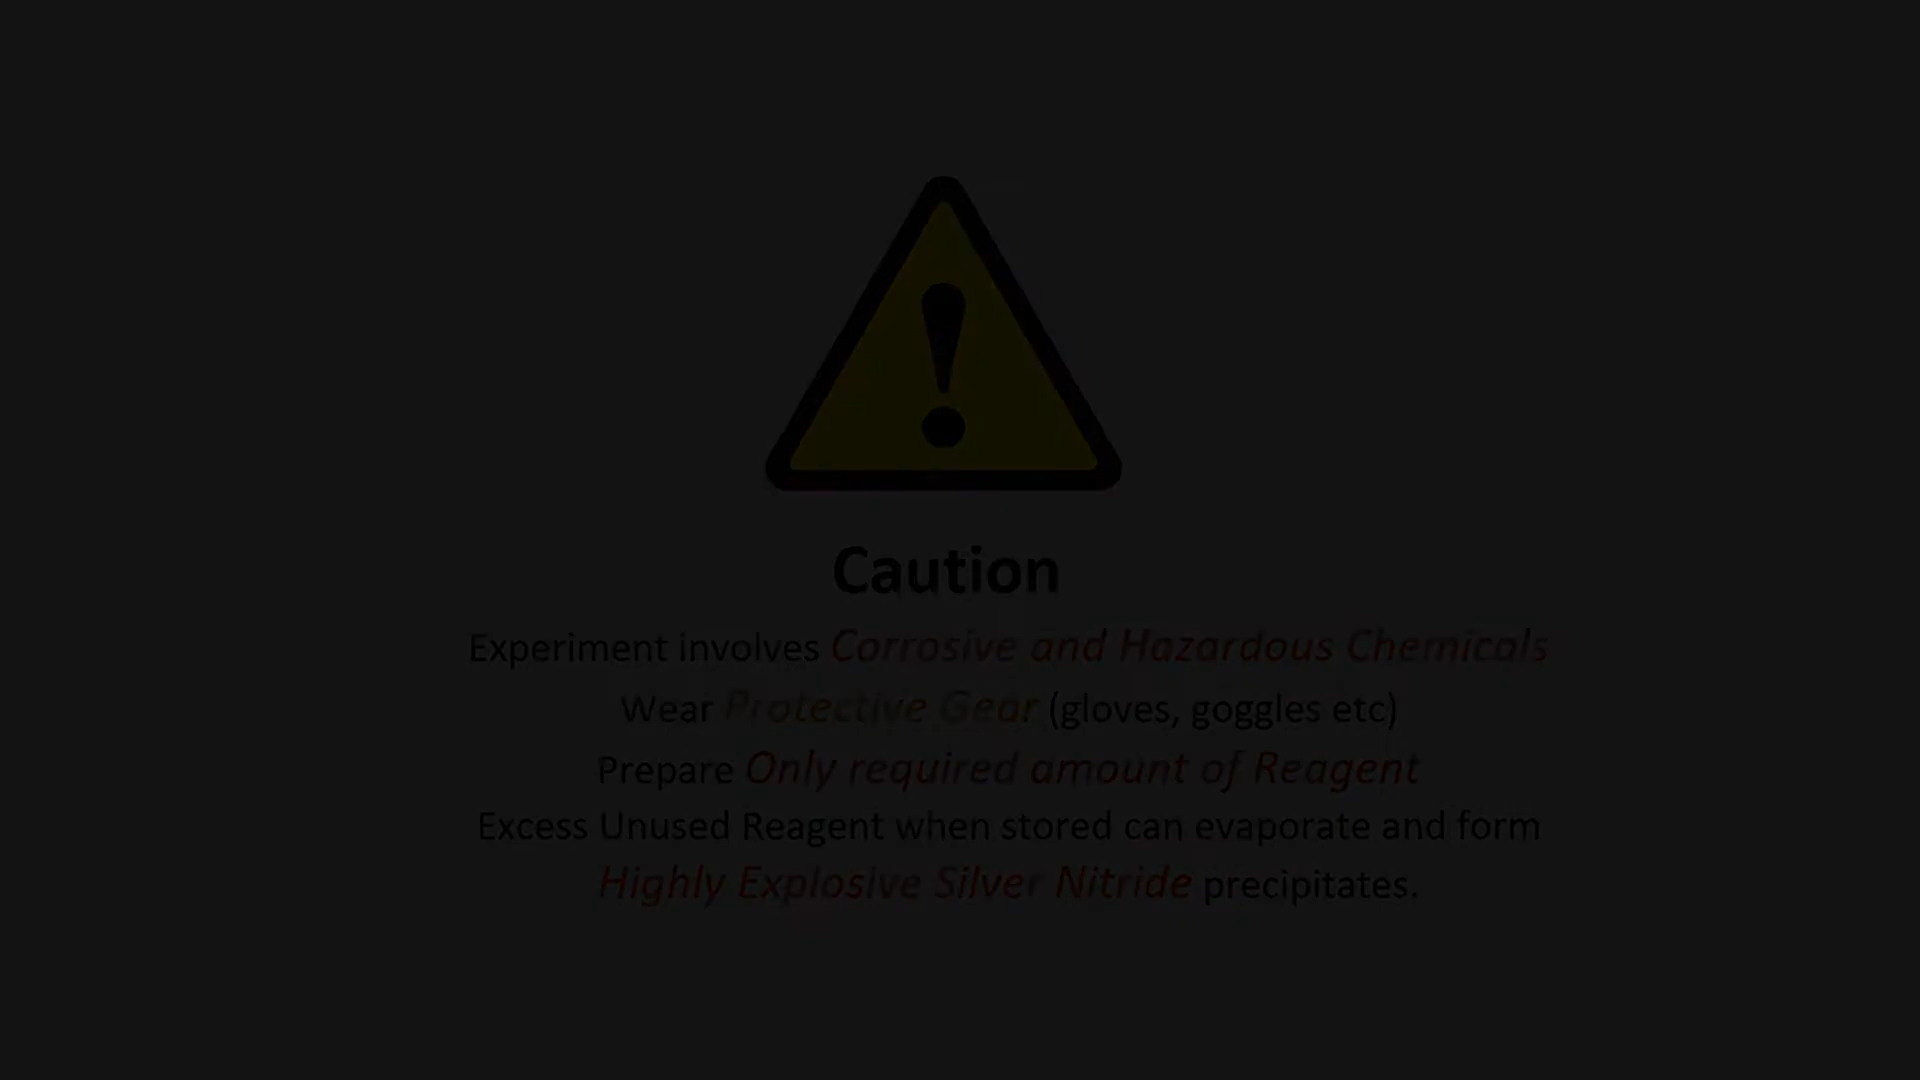 Caution
Experiment involves Corrosive and Hazardous Chemicals
Wear Protective Gear (gloves, goggles etc)
Prepare Only required amount of Reagent
Excess Unused Reagent when stored can evaporate and form
Highly Explosive Silver Nitride precipitates.